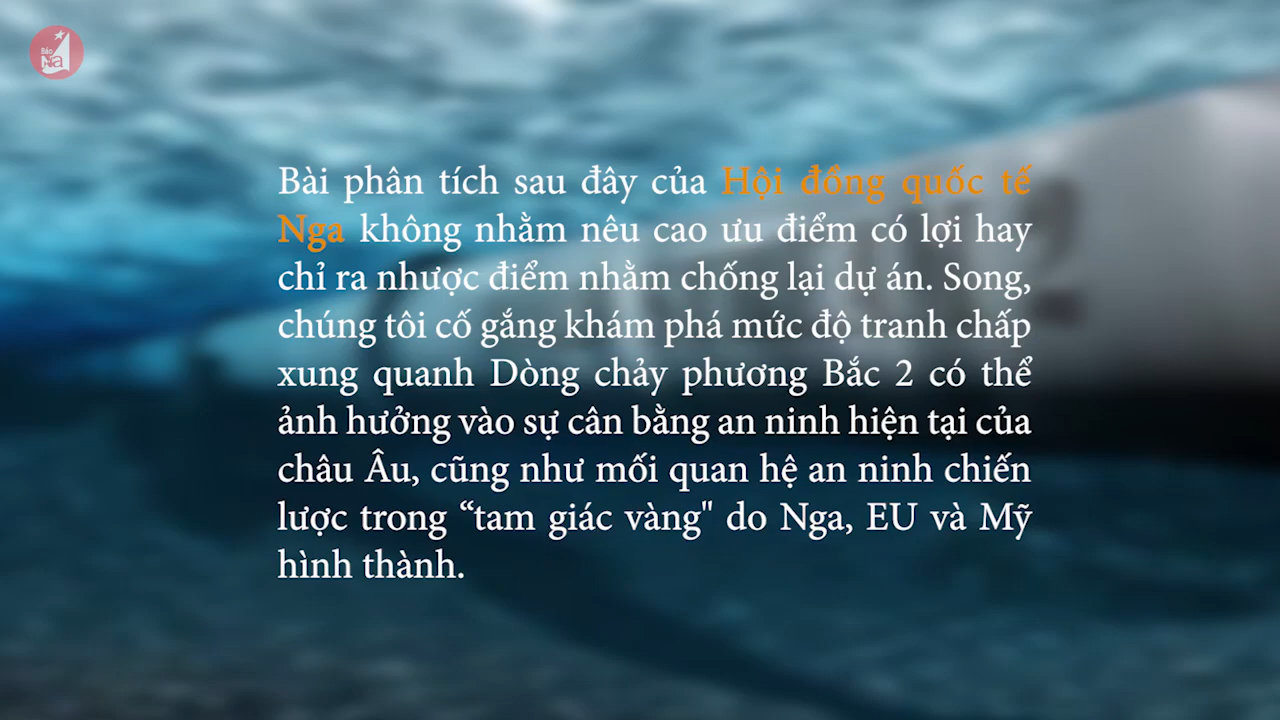 Báo
Na
Bài phân tích sau đây của Hội đồng quốc tế
Nga không nhằm nêu cao ưu điểm có lợi hay
chỉ ra nhược điểm nhằm chống lại dự án. Song,
chúng tôi cố gắng khám phá mức độ tranh chấp
xung quanh Dòng chảy phương Bắc 2 có thể
ảnh hưởng vào sự cân bằng an ninh hiện tại của
châu Âu, cũng như mối quan hệ an ninh chiến
lược trong “tam giác vàng" do Nga, EU và Mỹ
hình thành.
2